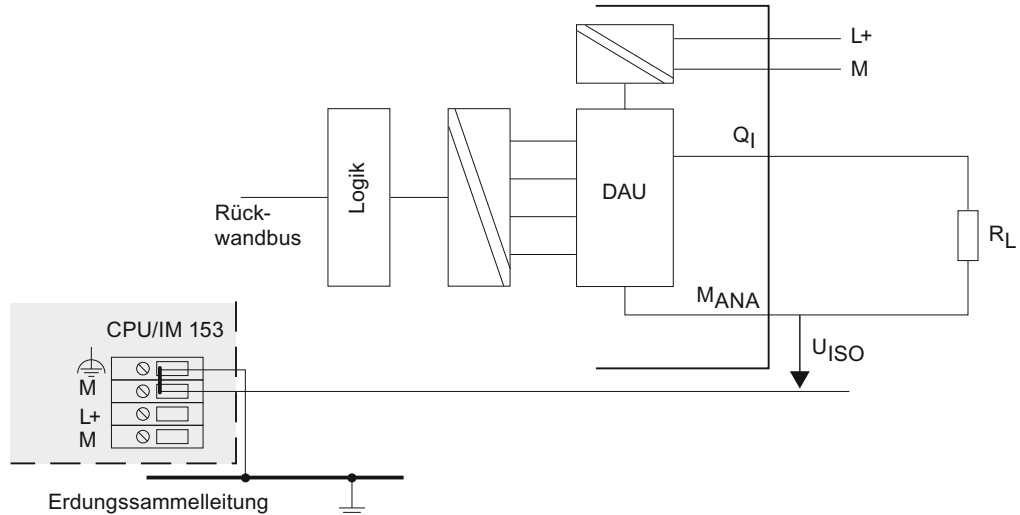 L+
M
Q_I
Logik
DAU
Rück-
wandbus
R_L
M_ANA
CPU/IM 153
U_ISO
M
L+
M
Erdungssammelleitung